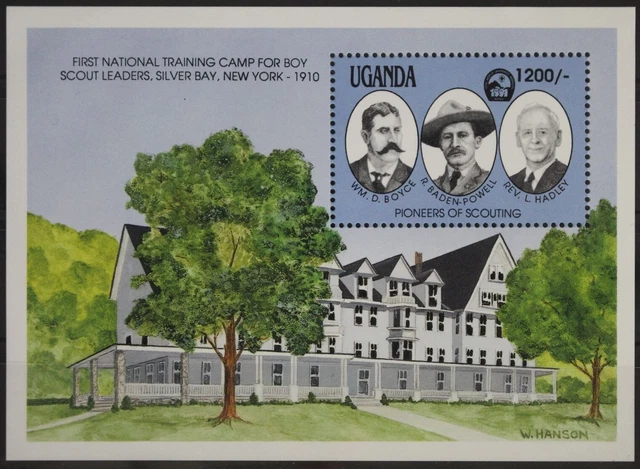 FIRST NATIONAL TRAINING CAMP FOR BOY
SCOUT LEADERS, SILVER BAY, NEW YORK - 1910
UGANDA
1991
1200/-
WM. D. BOYCE
R. BADEN-POWELL
REV. L. HADLEY
PIONEERS OF SCOUTING
W. HANSON